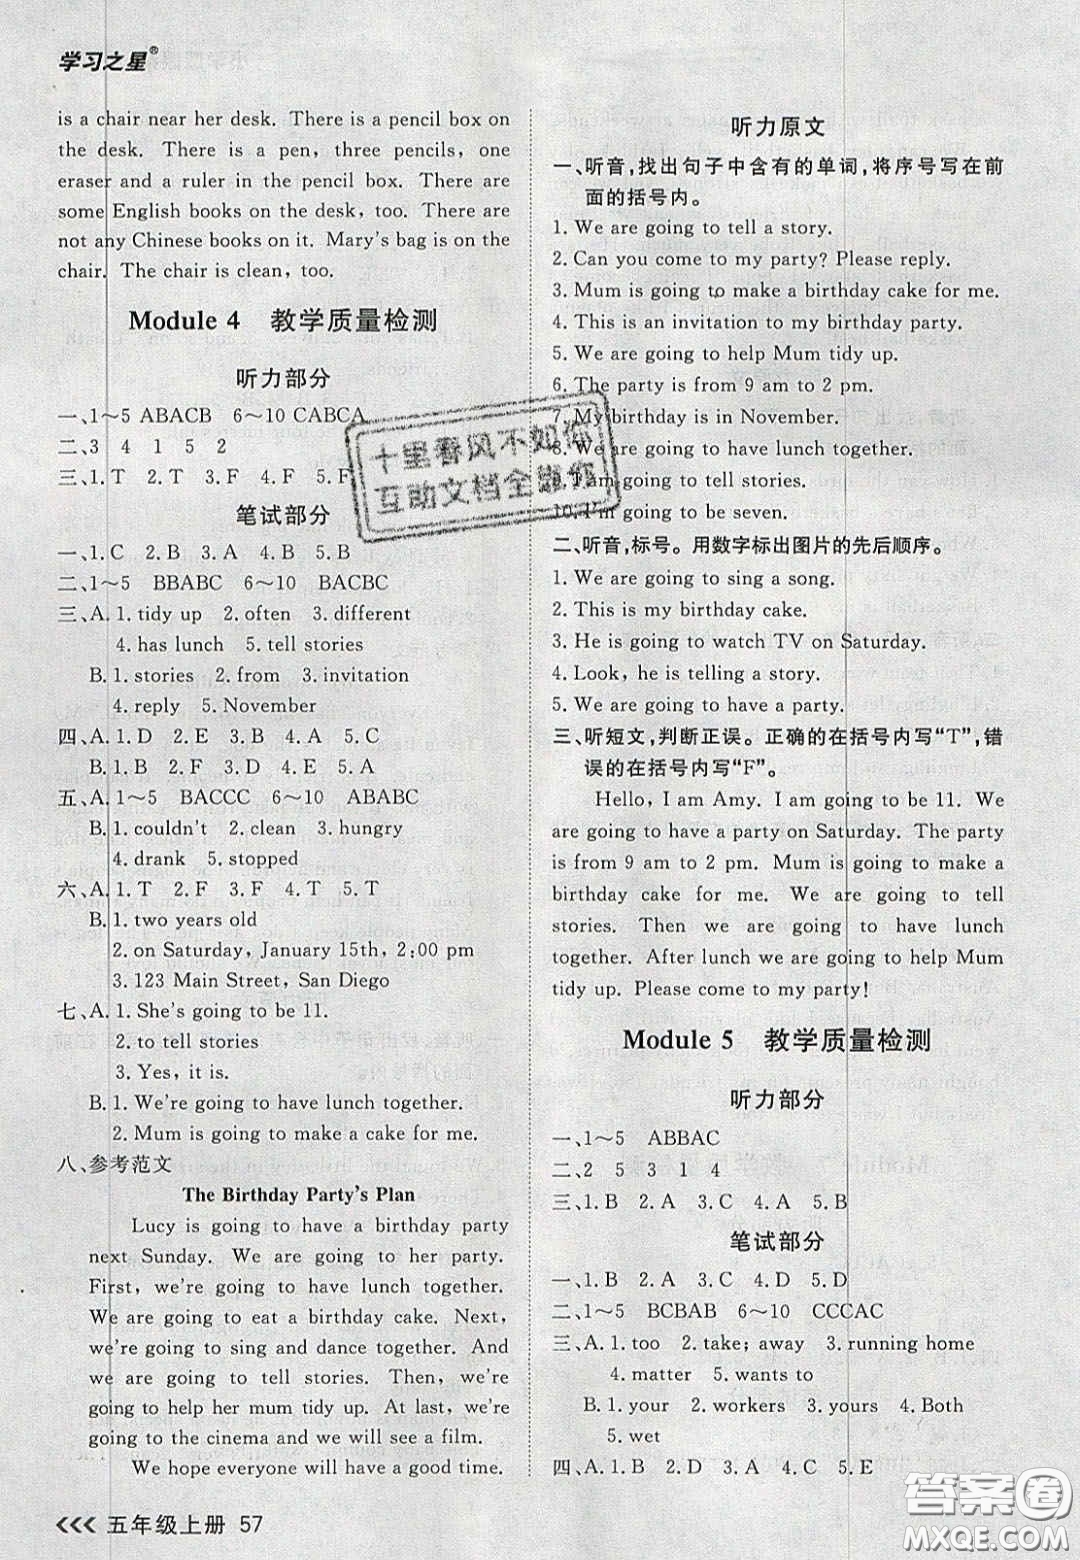 学习之星®
is a chair near her desk. There is a pencil box on
the desk. There is a pen, three pencils, one
eraser and a ruler in the pencil box. There are
some English books on the desk, too. There are
not any Chinese books on it. Mary's bag is on the
chair. The chair is clean, too.
Module 4 教学质量检测
听力部分
一、1～5 ABACB 6～10 CABCA
二、3 4 1 5 2
三、1. T 2. T 3. F 4. F 5. F
笔试部分
一、1. C 2. B 3. A 4. B 5. B
二、1～5 BBABC 6～10 BACBC
三、A. 1. tidy up 2. often 3. different
4. has lunch 5. tell stories
B. 1. stories 2. from 3. invitation
4. reply 5. November
四、A. 1. D 2. E 3. B 4. A 5. C
B. 1. B 2. A 3. D 4. E 5. C
五、A. 1～5 BACCC 6～10 ABABC
B. 1. couldn't 2. clean 3. hungry
4. drank 5. stopped
六、A. 1. T 2. F 3. F 4. F 5. T
B. 1. two years old
2. on Saturday, January 15th, 2:00 pm
3. 123 Main Street, San Diego
七、A. 1. She's going to be 11.
2. to tell stories
3. Yes, it is.
B. 1. We're going to have lunch together.
2. Mum is going to make a cake for me.
八、参考范文
The Birthday Party's Plan
Lucy is going to have a birthday party
next Sunday. We are going to her party.
First, we're going to have lunch together.
We are going to eat a birthday cake. Next,
we're going to sing and dance together. And
we are going to tell stories. Then, we're
going to help her mum tidy up. At last, we're
going to the cinema and we will see a film.
We hope everyone will have a good time.
<<< 五年级上册 57
听力原文
一、听音,找出句子中含有的单词,将序号写在前
面的括号内。
1. We are going to tell a story.
2. Can you come to my party? Please reply.
3. Mum is going to make a birthday cake for me.
4. This is an invitation to my birthday party.
5. We are going to help Mum tidy up.
6. The party is from 9 am to 2 pm.
7. My birthday is in November.
8. We are going to have lunch together.
9. I am going to tell stories.
10. I'm going to be seven.
二、听音,标号。用数字标出图片的先后顺序。
1. We are going to sing a song.
2. This is my birthday cake.
3. He is going to watch TV on Saturday.
4. Look, he is telling a story.
5. We are going to have a party.
三、听短文,判断正误。正确的在括号内写“T”,错
误的在括号内写“F”。
Hello, I am Amy. I am going to be 11. We
are going to have a party on Saturday. The party
is from 9 am to 2 pm. Mum is going to make a
birthday cake for me. We are going to tell
stories. Then we are going to have lunch
together. After lunch we are going to help Mum
tidy up. Please come to my party!
Module 5 教学质量检测
听力部分
一、1～5 ABBAC
二、2 5 3 1 4
三、1. B 2. A 3. C 4. A 5. B
笔试部分
一、1. B 2. A 3. C 4. D 5. D
二、1～5 BCBAB 6～10 CCCAC
三、A. 1. too 2. take; away 3. running home
4. matter 5. wants to
B. 1. your 2. workers 3. yours 4. Both
5. wet
四、A. 1. B 2. D 3. A 4. C 5. E
十里春风不如你
互助文档全靠你
答案圈
MXQE.COM